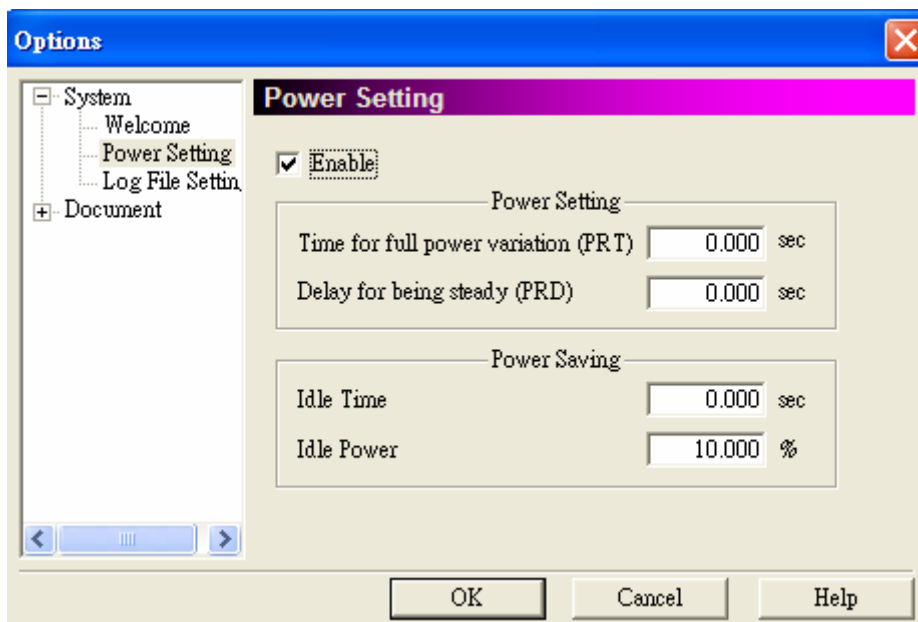 Options
System
Welcome
Power Setting
Log File Settin
Document
Power Setting
Enable
Power Setting
Time for full power variation (PRT) 0.000 sec
Delay for being steady (PRD) 0.000 sec
Power Saving
Idle Time 0.000 sec
Idle Power 10.000 %
OK Cancel Help